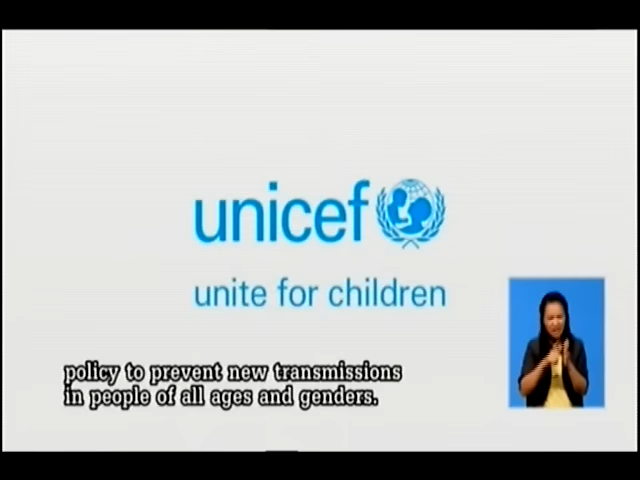 unicef
unite for children
policy to prevent new transmissions
in people of all ages and genders.